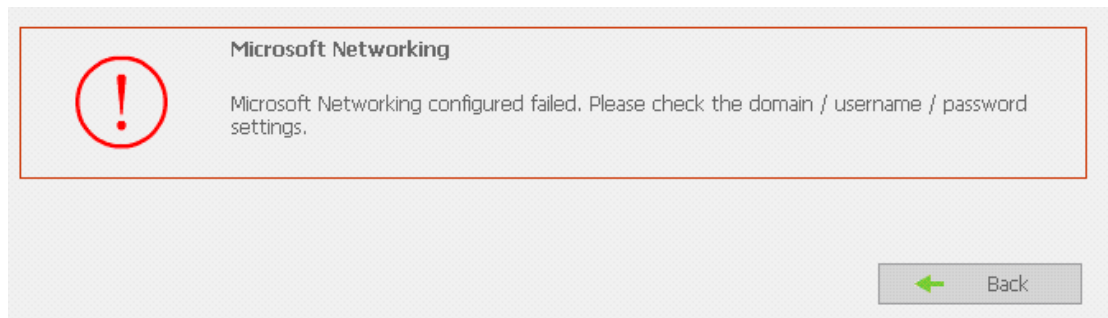 Microsoft Networking
Microsoft Networking configured failed. Please check the domain / username / password
settings.
Back